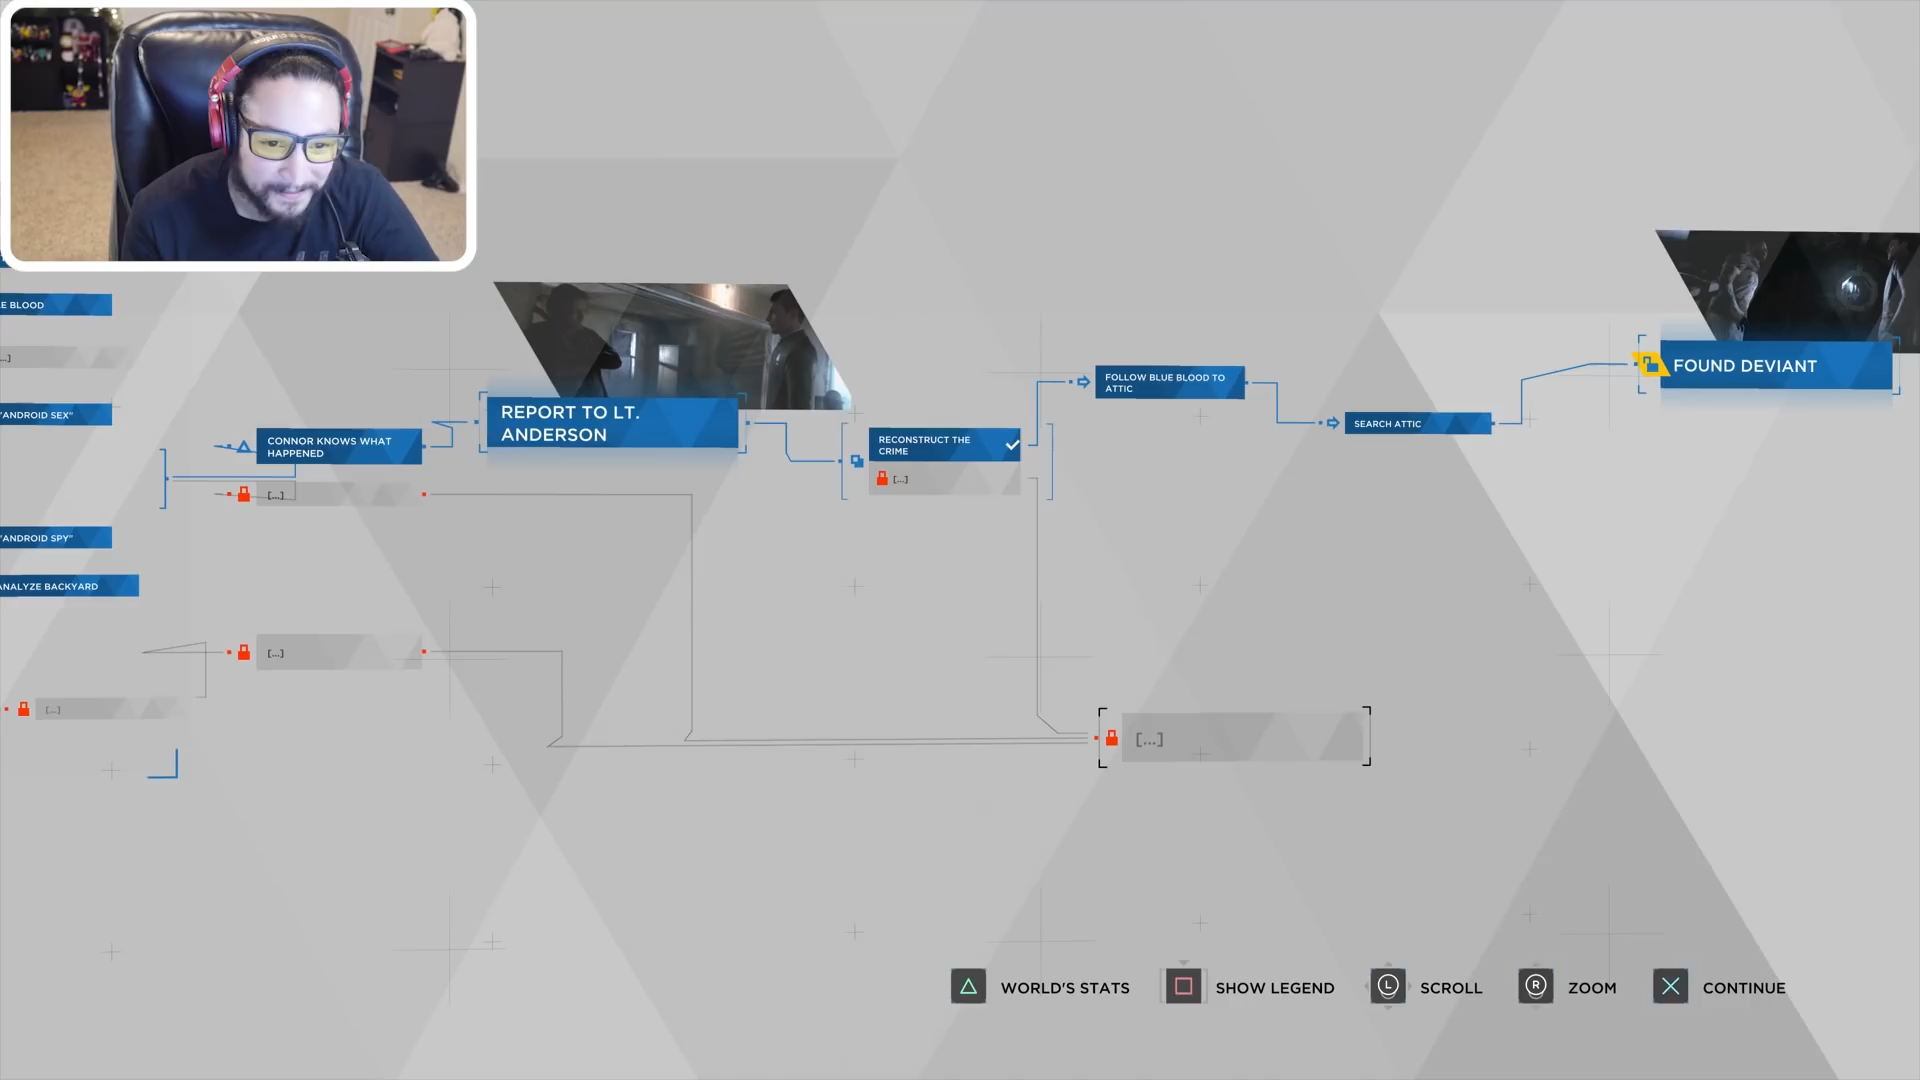 E BLOOD
...]
"ANDROID SEX"
"ANDROID SPY"
ANALYZE BACKYARD
[...]
CONNOR KNOWS WHAT
HAPPENED
[...]
[...]
REPORT TO LT.
ANDERSON
RECONSTRUCT THE
CRIME
[...]
FOLLOW BLUE BLOOD TO
ATTIC
SEARCH ATTIC
FOUND DEVIANT
[...]
WORLD'S STATS
SHOW LEGEND
L
SCROLL
R
ZOOM
CONTINUE